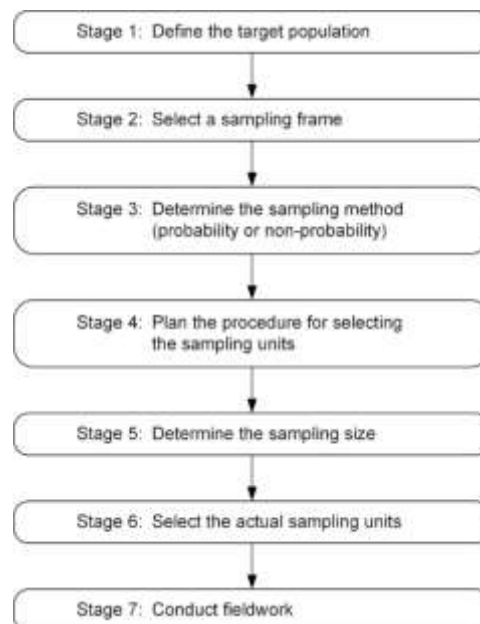 Stage 1: Define the target population
Stage 2: Select a sampling frame
Stage 3: Determine the sampling method
(probability or non-probability)
Stage 4: Plan the procedure for selecting
the sampling units
Stage 5: Determine the sampling size
Stage 6: Select the actual sampling units
Stage 7: Conduct fieldwork